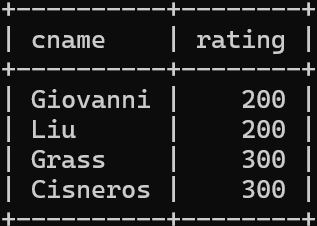 +----------+--------+
| cname    | rating |
+----------+--------+
| Giovanni |    200 |
| Liu      |    200 |
| Grass    |    300 |
| Cisneros |    300 |
+----------+--------+